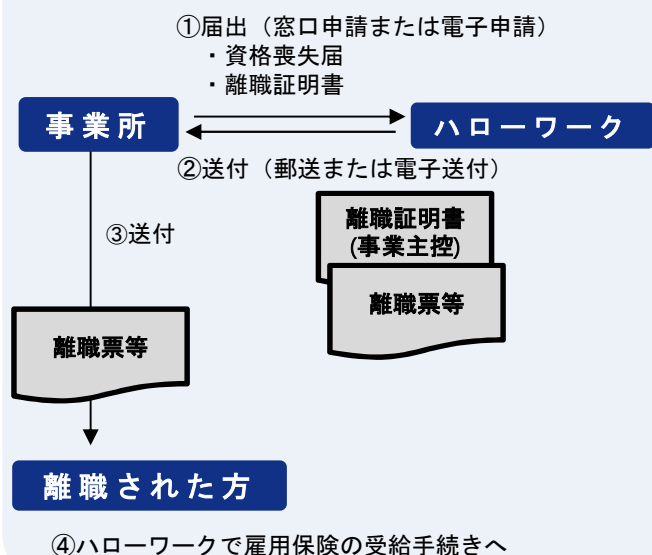 ①届出（窓口申請または電子申請）
・資格喪失届
・離職証明書
事業所
ハローワーク
②送付（郵送または電子送付）
③送付
離職証明書
(事業主控)
離職票等
離職票等
離職された方
④ハローワークで雇用保険の受給手続きへ